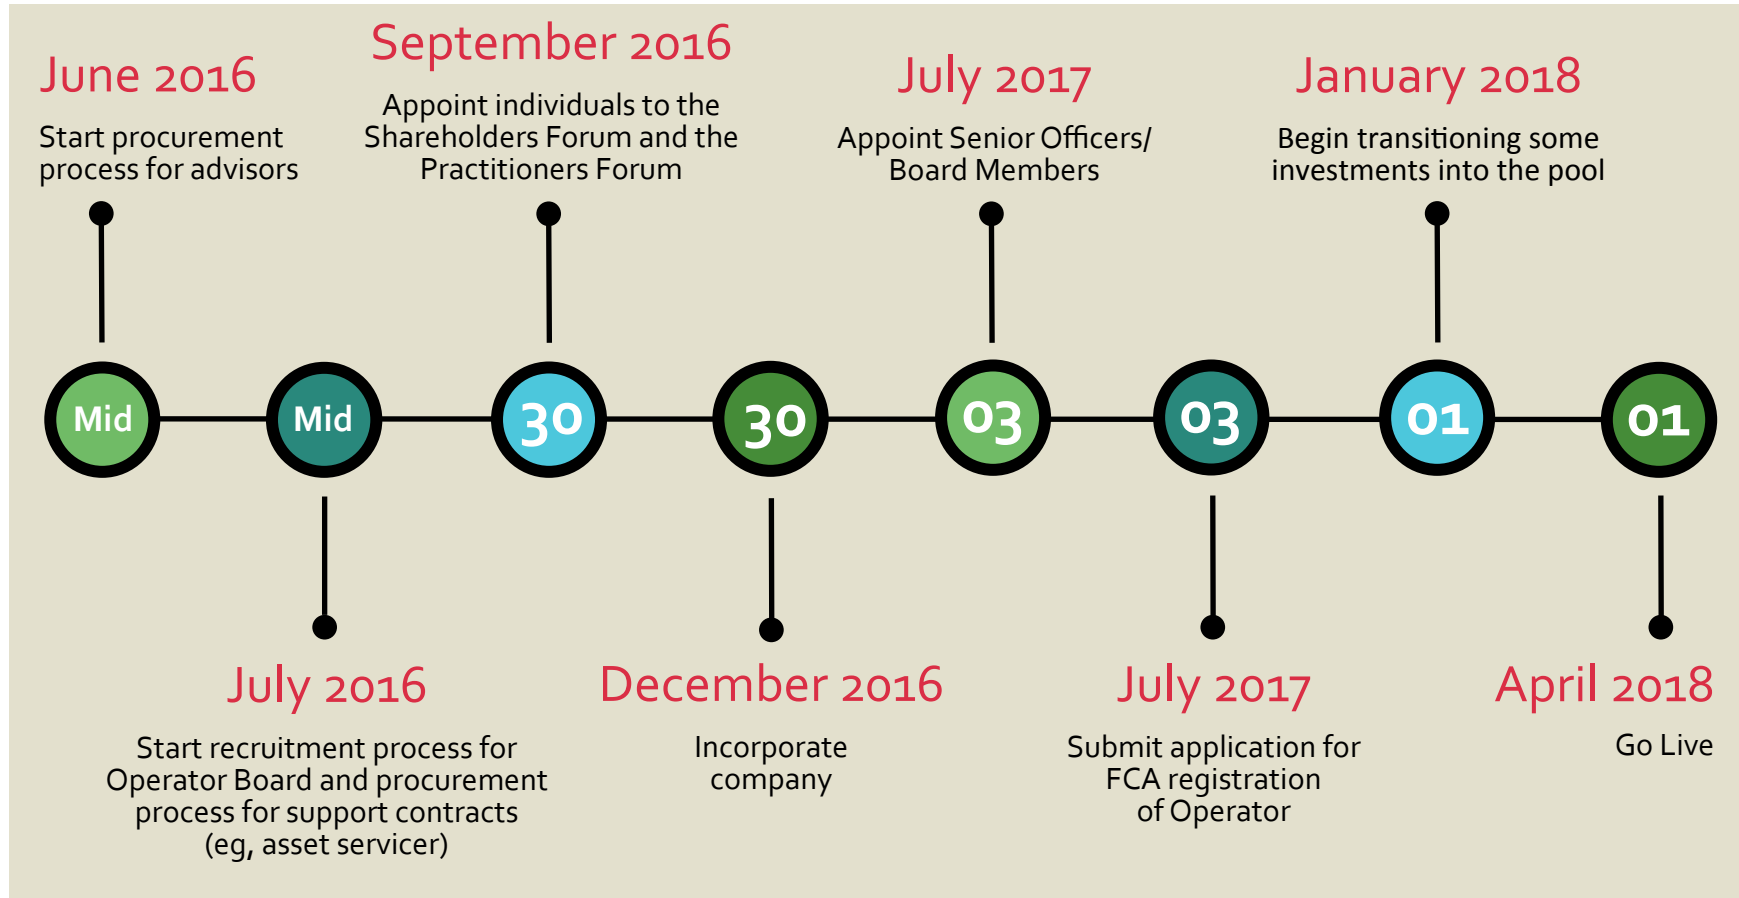 June 2016
Start procurement
process for advisors
September 2016
Appoint individuals to the
Shareholders Forum and the
Practitioners Forum
July 2017
Appoint Senior Officers/
Board Members
January 2018
Begin transitioning some
investments into the pool
Mid
Mid
30
30
03
03
01
01
July 2016
Start recruitment process for
Operator Board and procurement
process for support contracts
(eg, asset servicer)
December 2016
Incorporate
company
July 2017
Submit application for
FCA registration
of Operator
April 2018
Go Live